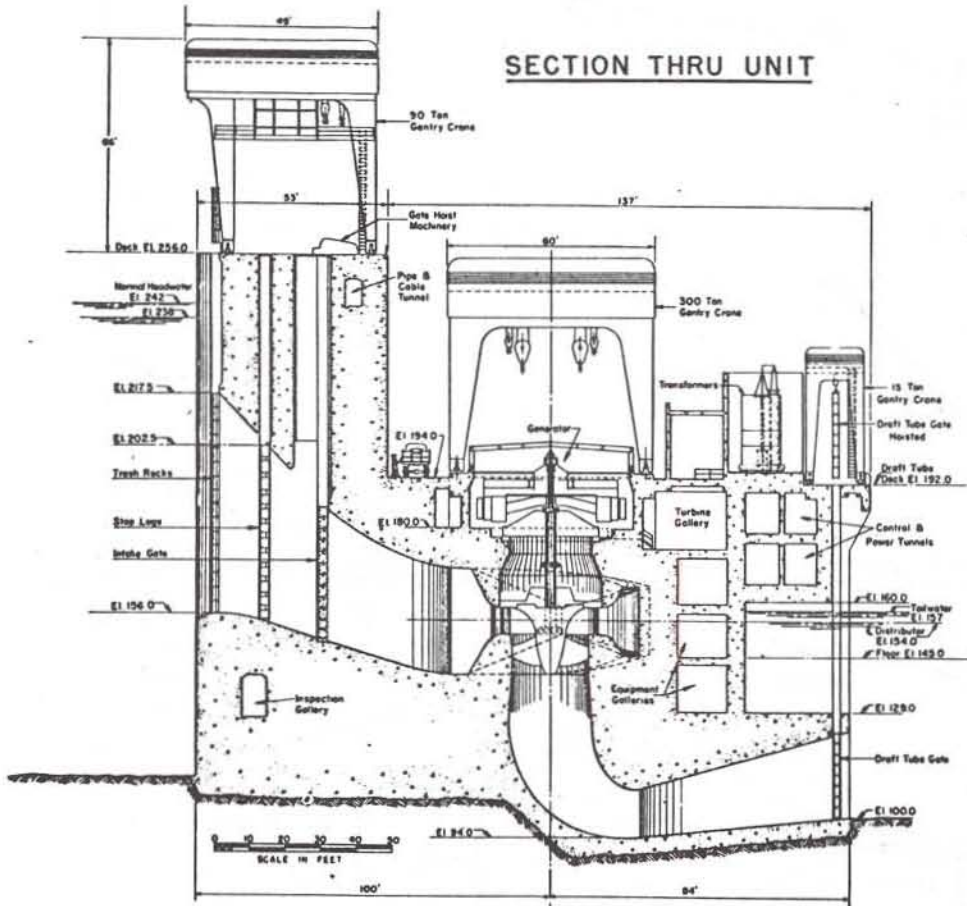 49'
SECTION THRU UNIT
90 Ton
Gantry Crane
86'
53'
137'
Gate Hoist
Machinery
60'
Deck El. 256.0
Pipe &
Cable
Tunnel
Normal Headwater
El 242
El 238
300 Ton
Gantry Crane
El. 217.5
Transformers
15 Ton
Gantry Crane
Draft Tube Gate
Hoisted
El. 202.5
El 194.0
Generator
Trash Racks
Draft Tube
Deck El. 192.0
Stop Logs
El 180.0
Turbine
Gallery
Control &
Power Tunnels
Intake Gate
El. 156.0
El. 160.0
Tailwater
El 157
Distributor
El 154.0
Floor El 145.0
Inspection
Gallery
Equipment
Galleries
El 129.0
Draft Tube Gate
El 94.0
El 100.0
0 10 20 30 40 50
SCALE IN FEET
100'
84'